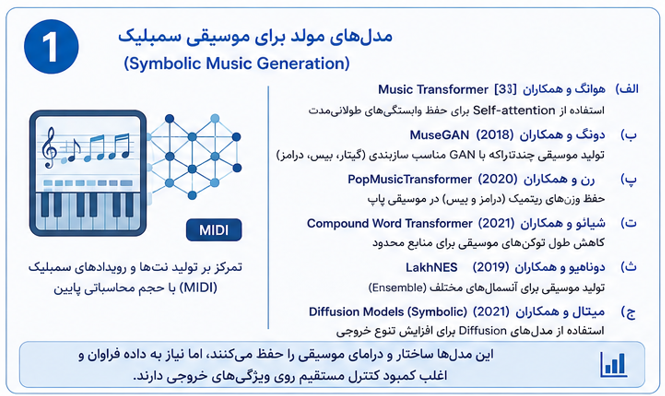 1
مدل‌های مولد برای موسیقی سمبلیک
(Symbolic Music Generation)
MIDI
تمرکز بر تولید نت‌ها و رویدادهای سمبلیک
(MIDI) با حجم محاسباتی پایین
الف) هوانگ و همکاران [33] Music Transformer
استفاده از Self-attention برای حفظ وابستگی‌های طولانی‌مدت
ب) دونگ و همکاران (2018) MuseGAN
تولید موسیقی چندتراکه با GAN مناسب سازبندی (گیتار، بیس، درامز)
پ) رن و همکاران (2020) PopMusicTransformer
حفظ وزن‌های ریتمیک (درامز و بیس) در موسیقی پاپ
ت) شیائو و همکاران (2021) Compound Word Transformer
کاهش طول توکن‌های موسیقی برای منابع محدود
ث) دوناهیو و همکاران (2019) LakhNES
تولید موسیقی برای آنسمال‌های مختلف (Ensemble)
ج) میتال و همکاران (2021) Diffusion Models (Symbolic)
استفاده از مدل‌های Diffusion برای افزایش تنوع خروجی
این مدل‌ها ساختار و درامای موسیقی را حفظ می‌کنند، اما نیاز به داده فراوان و
اغلب کمبود کنترل مستقیم روی ویژگی‌های خروجی دارند.